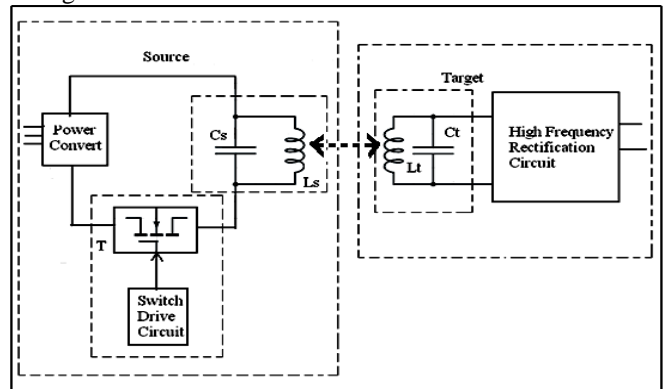 Source
Target
Power
Convert
Cs
Ls
Lt
Ct
High Frequency
Rectification
Circuit
T
Switch
Drive
Circuit